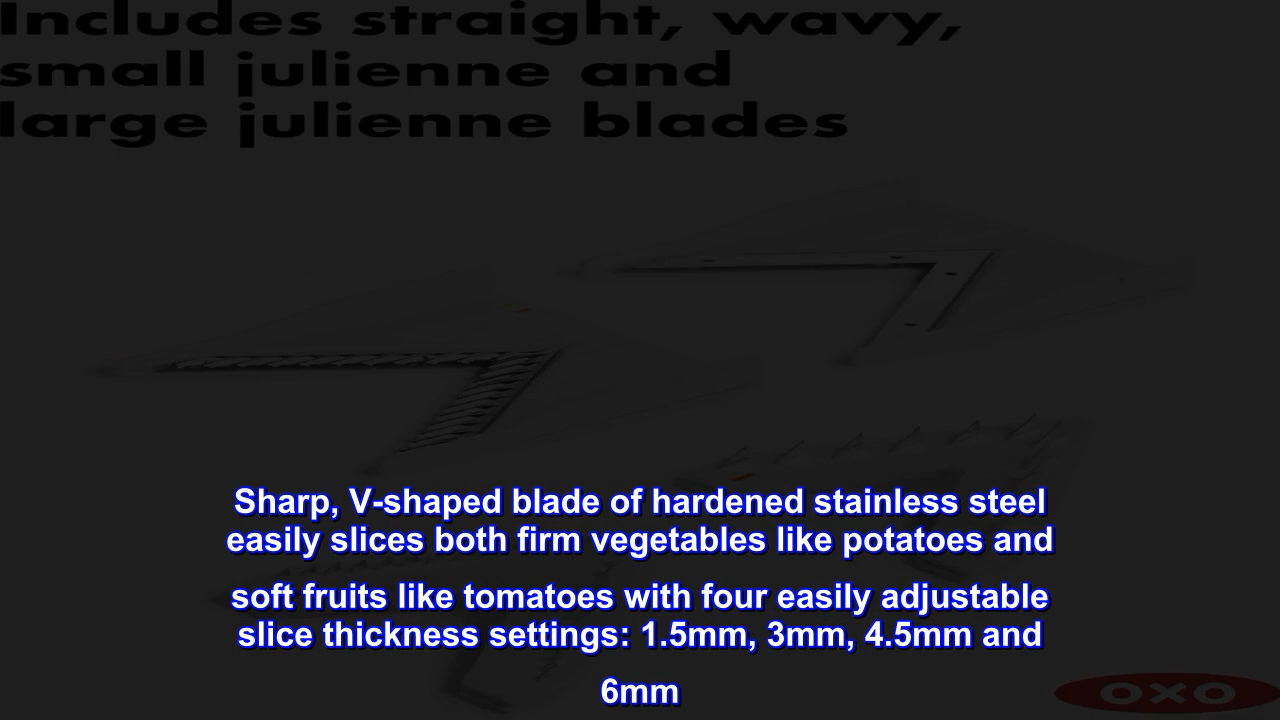 Includes straight, wavy,
small julienne and
large julienne blades
Sharp, V-shaped blade of hardened stainless steel
easily slices both firm vegetables like potatoes and
soft fruits like tomatoes with four easily adjustable
slice thickness settings: 1.5mm, 3mm, 4.5mm and
6mm
OXO